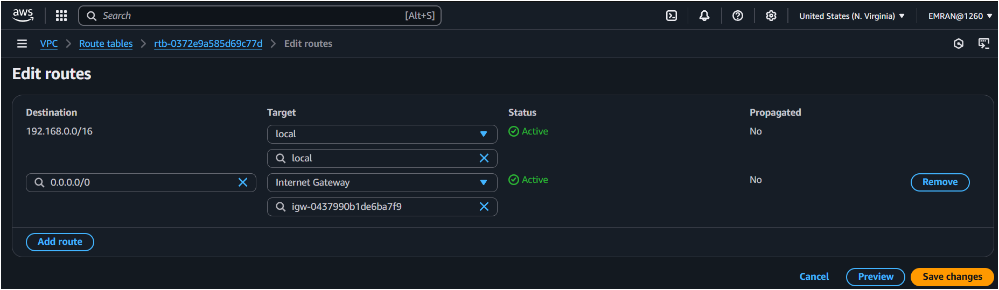 aws Search [Alt+S] United States (N. Virginia) EMRAN@1260
VPC Route tables rtb-0372e9a585d69c77d Edit routes
Edit routes
Destination Target Status Propagated
192.168.0.0/16 local Active No
local
0.0.0.0/0 Internet Gateway Active No Remove
igw-0437990b1de6ba7f9
Add route
Cancel Preview Save changes